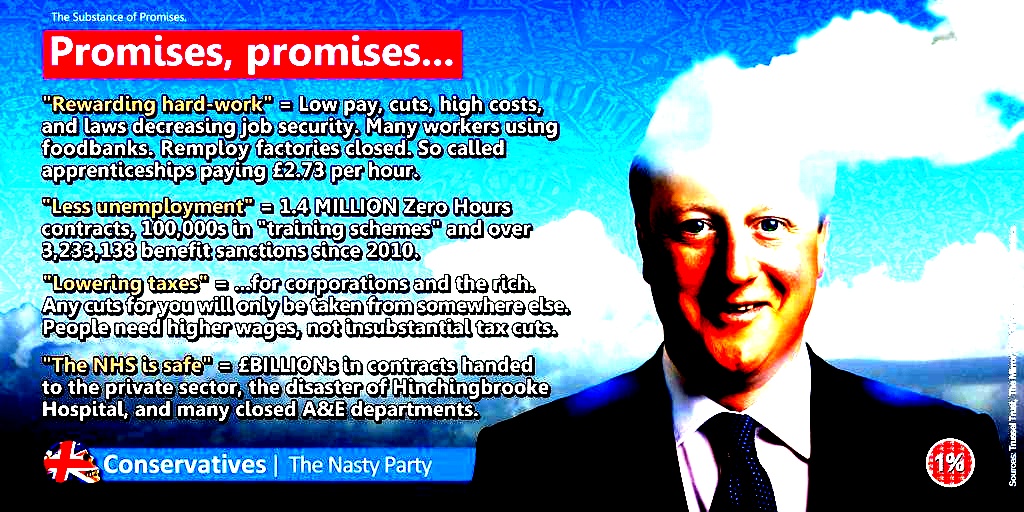 The Substance of Promises.
Promises, promises...
"Rewarding hard-work" = Low pay, cuts, high costs,
and laws decreasing job security. Many workers using
foodbanks. Remploy factories closed. So called
apprenticeships paying £2.73 per hour.
"Less unemployment" = 1.4 MILLION Zero Hours
contracts, 100,000s in "training schemes" and over
3,233,138 benefit sanctions since 2010.
"Lowering taxes" = ...for corporations and the rich.
Any cuts for you will only be taken from somewhere else.
People need higher wages, not insubstantial tax cuts.
"The NHS is safe" = £BILLIONs in contracts handed
to the private sector, the disaster of Hinchingbrooke
Hospital, and many closed A&E departments.
Conservatives | The Nasty Party
1%
Sources: Trussel Trust, The Mirror